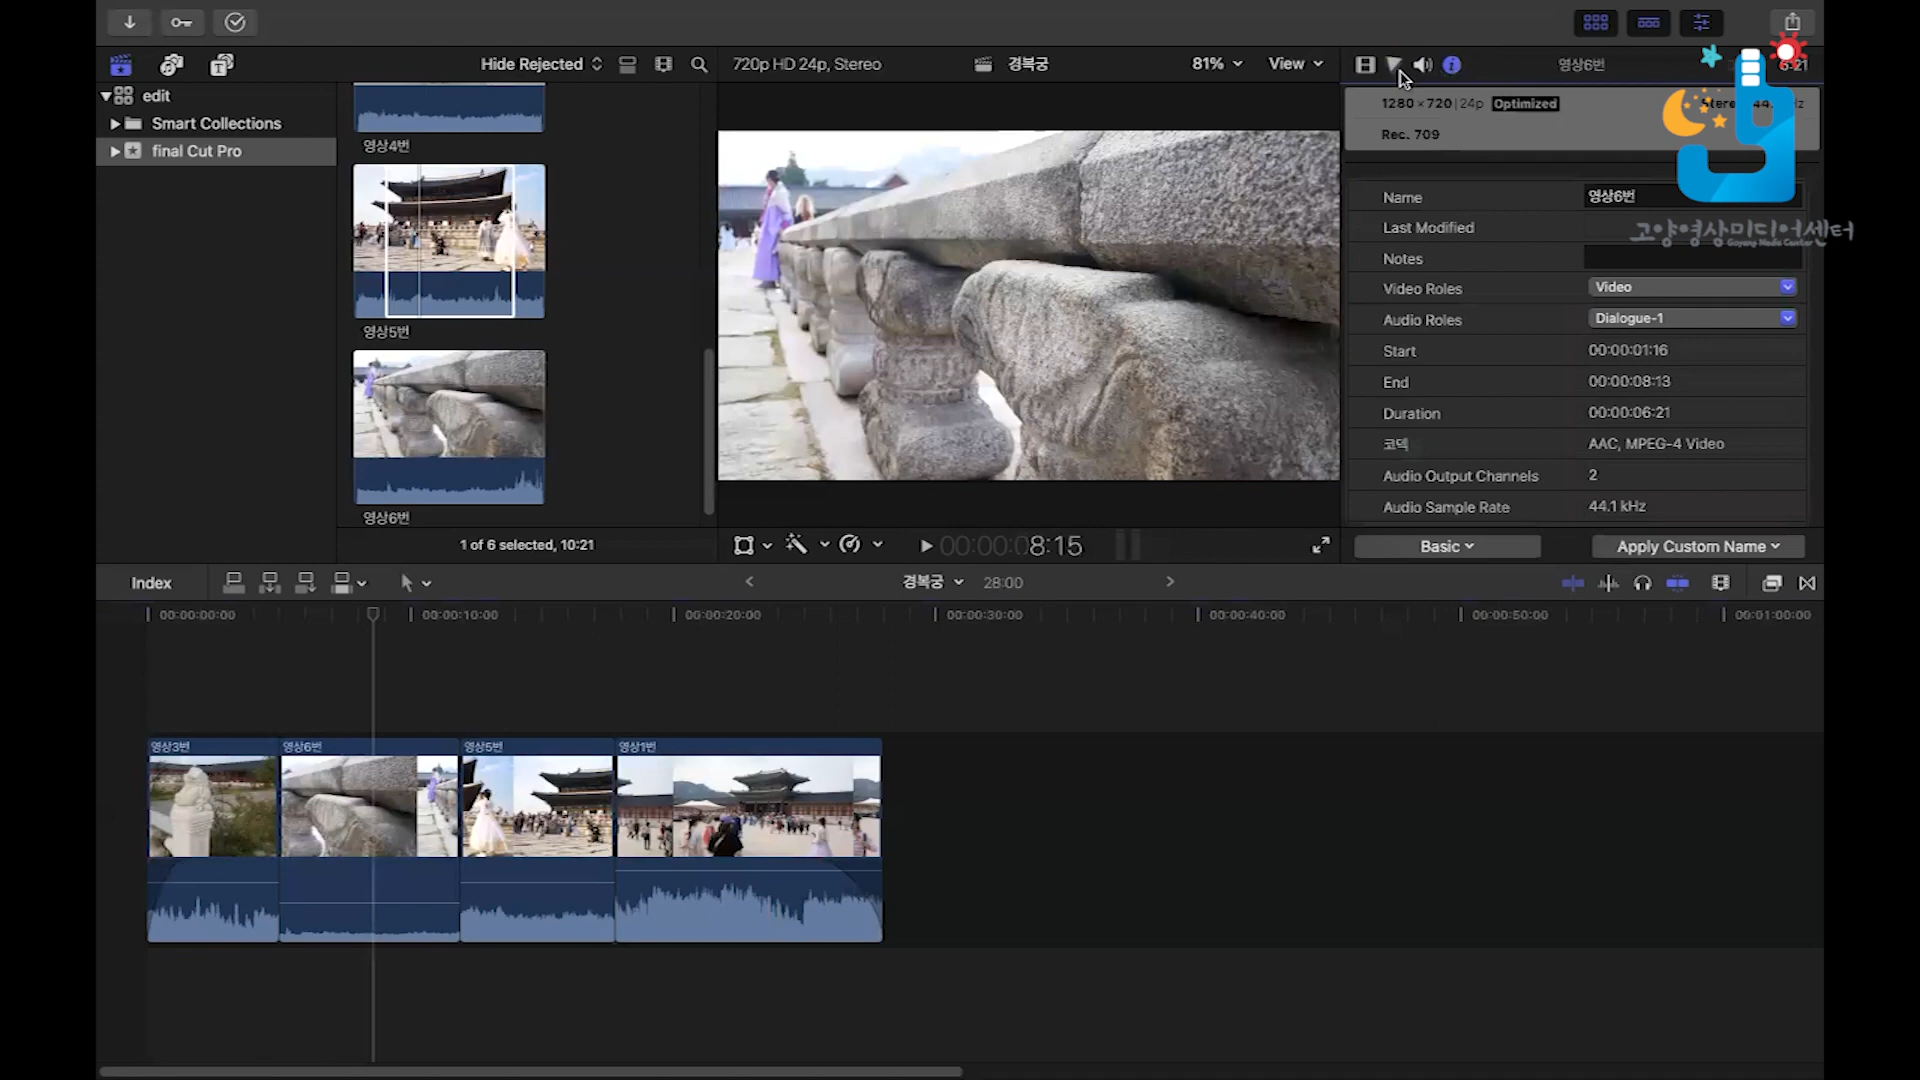 Hide Rejected
720p HD 24p, Stereo
경복궁
81%
View
영상6번
edit
Smart Collections
final Cut Pro
영상4번
영상5번
영상6번
1 of 6 selected, 10:21
1280 × 720 | 24p Optimized
Rec. 709
Name 영상6번
Last Modified
고양영상미디어센터
Goyang Media Center
Notes
Video Roles Video
Audio Roles Dialogue-1
Start 00:00:01:16
End 00:00:08:13
Duration 00:00:06:21
코덱 AAC, MPEG-4 Video
Audio Output Channels 2
Audio Sample Rate 44.1 kHz
00:00:08:15
Basic
Apply Custom Name
Index
경복궁
28:00
00:00:00:00
00:00:10:00
00:00:20:00
00:00:30:00
00:00:40:00
00:00:50:00
00:01:00:00
영상3번
영상6번
영상5번
영상1번